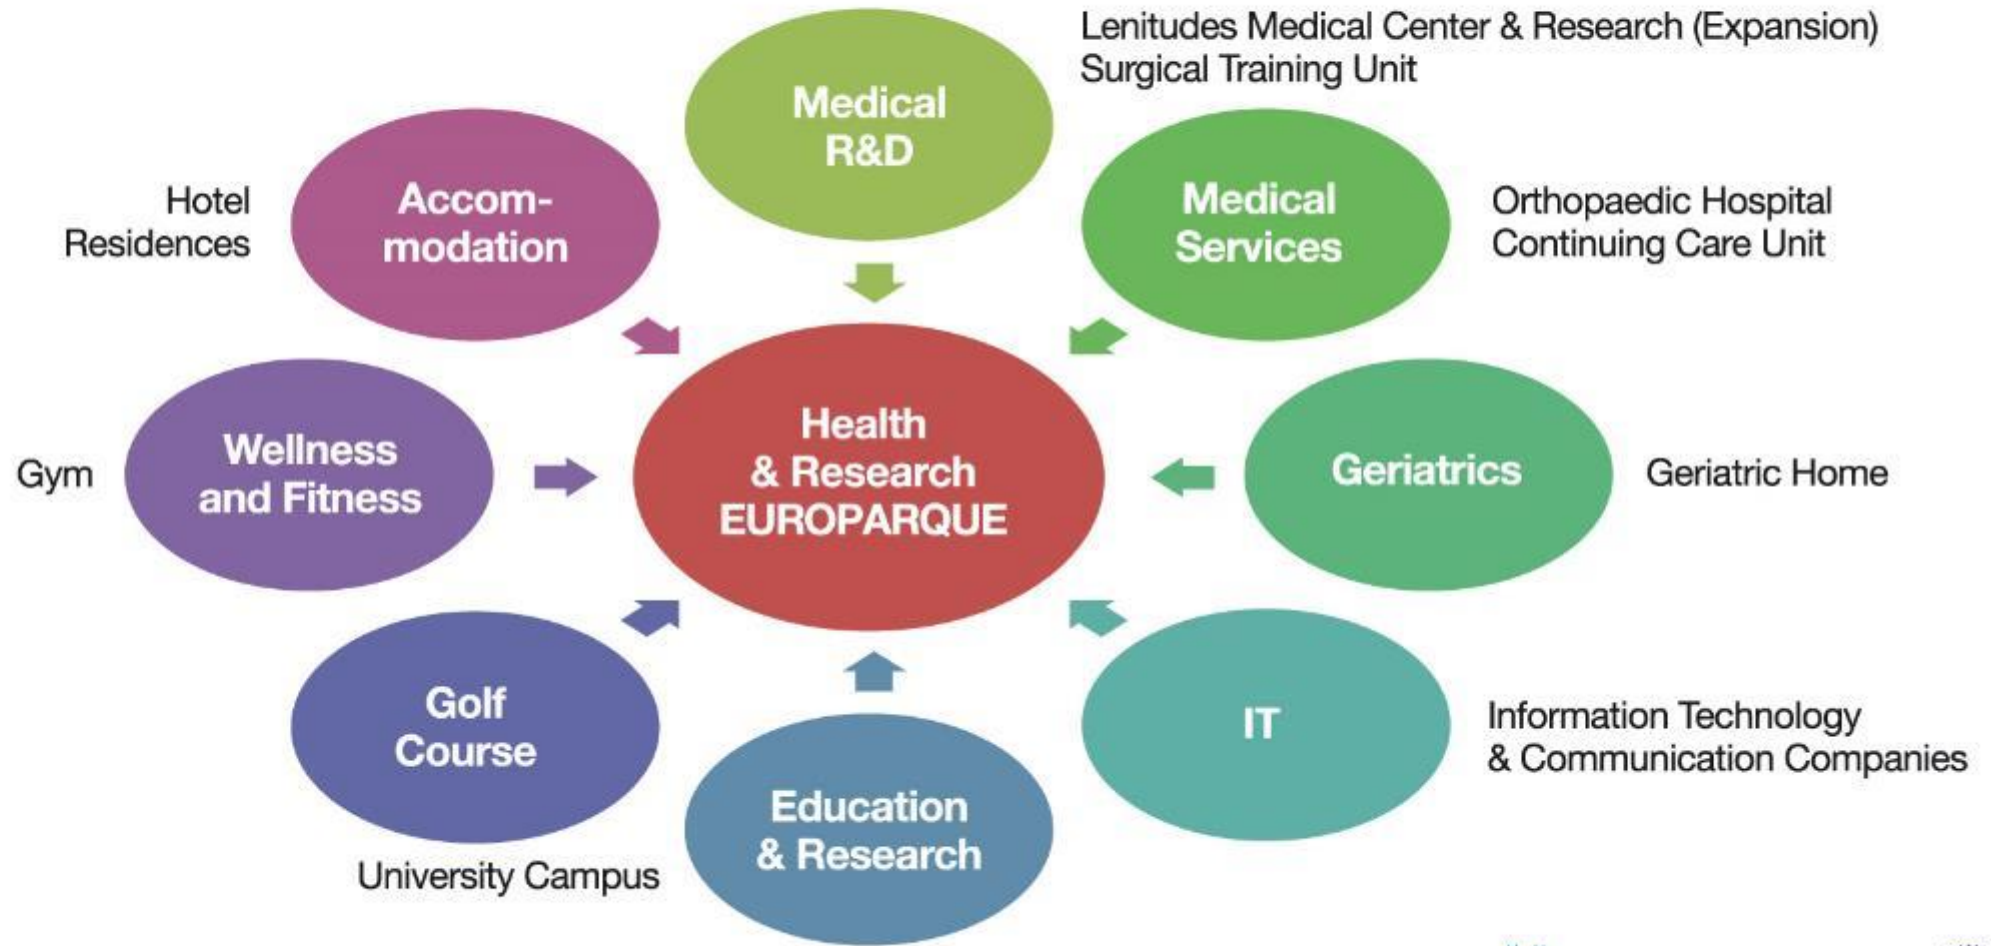 Lenitudes Medical Center & Research (Expansion)
Surgical Training Unit
Medical
R&D
Hotel
Residences
Accom-
modation
Medical
Services
Orthopaedic Hospital
Continuing Care Unit
Gym
Wellness
and Fitness
Health
& Research
EUROPARQUE
Geriatrics
Geriatric Home
Golf
Course
IT
Information Technology
& Communication Companies
University Campus
Education
& Research